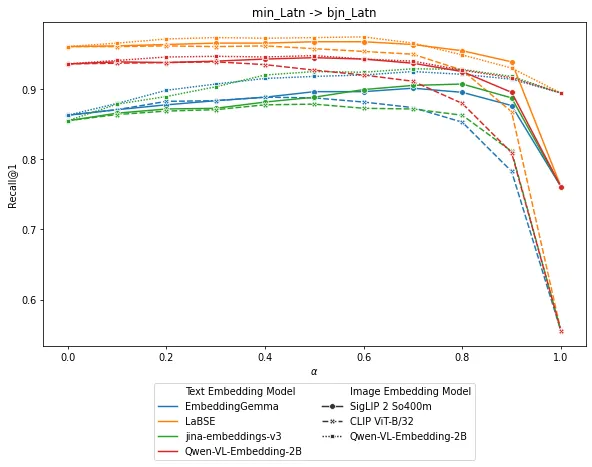 min_Latn -> bjn_Latn
Recall@1
0.9
0.8
0.7
0.6
0.0 0.2 0.4 0.6 0.8 1.0
α
Text Embedding Model
EmbeddingGemma
LaBSE
jina-embeddings-v3
Qwen-VL-Embedding-2B
Image Embedding Model
SigLIP 2 So400m
CLIP ViT-B/32
Qwen-VL-Embedding-2B